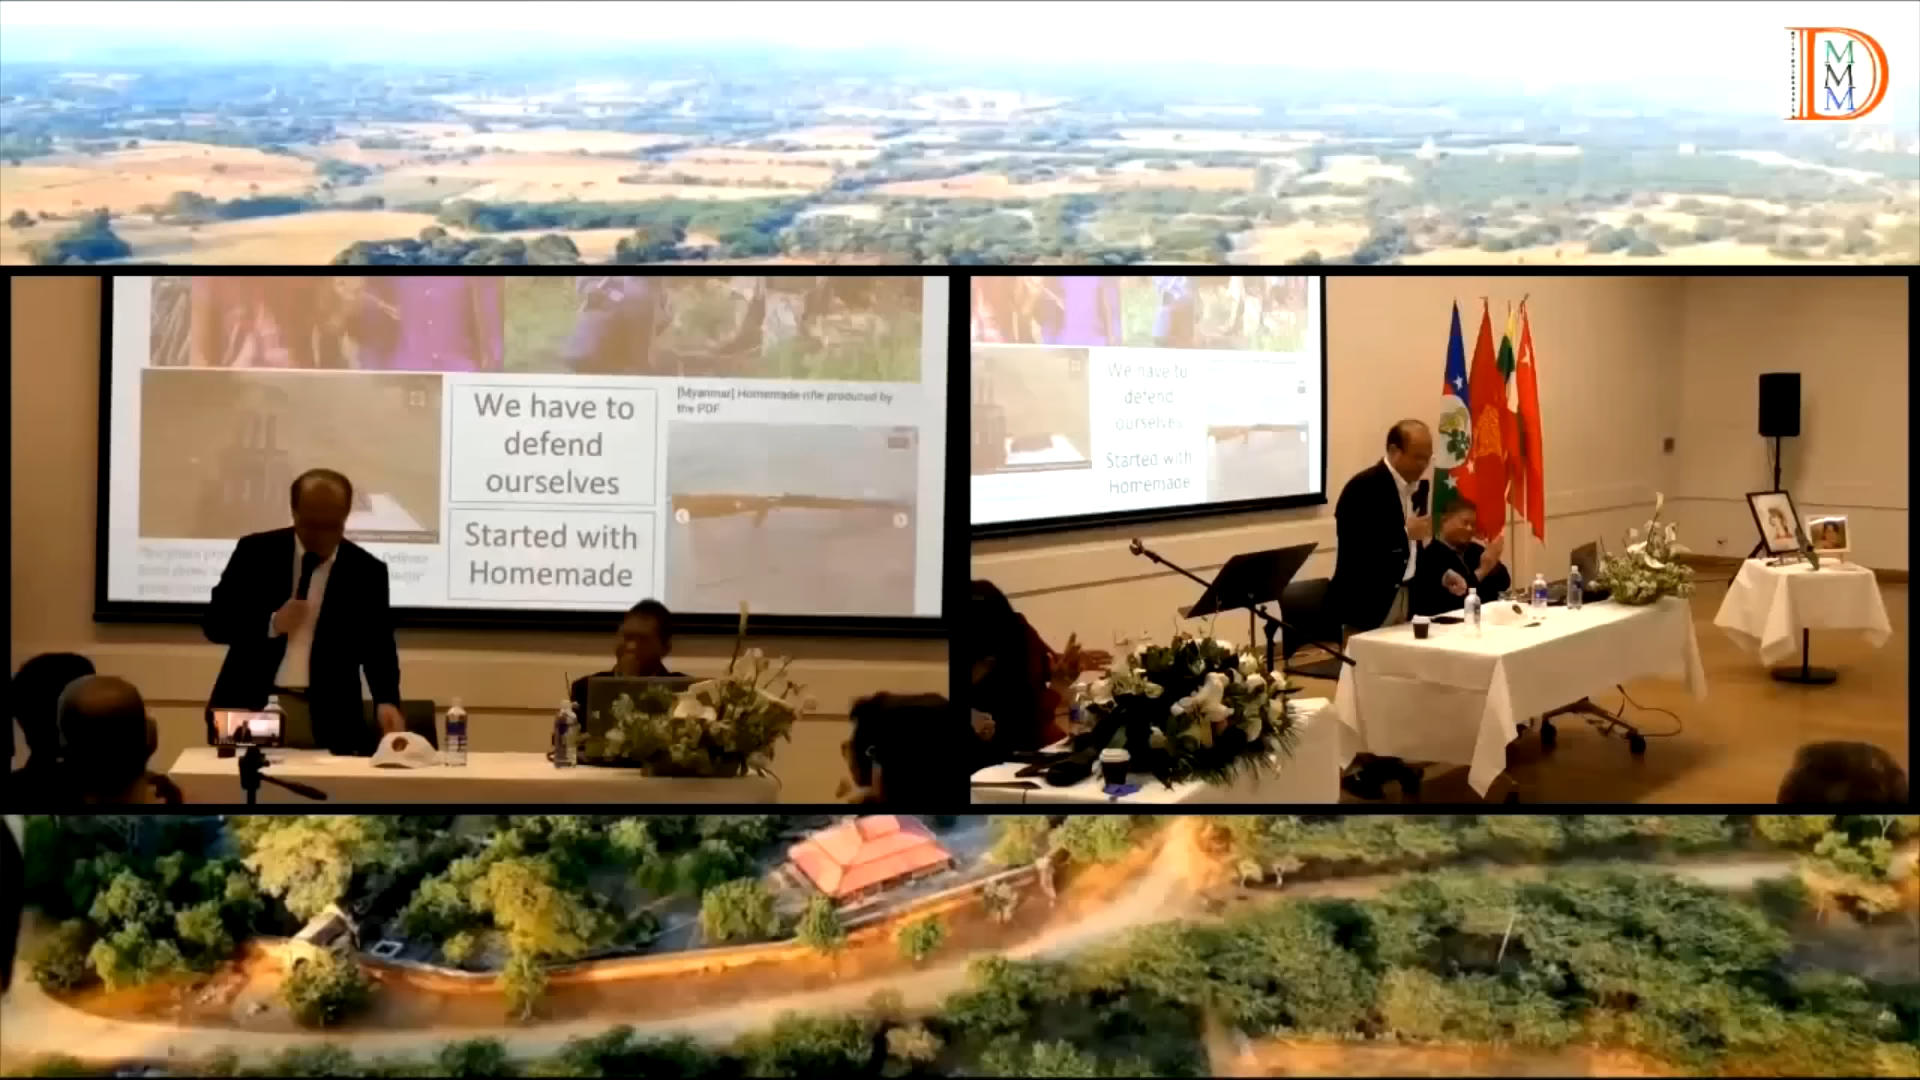 D
M
M
M
We have to
defend
ourselves
Started with
Homemade
[Myanmar] Homemade rifle produced by
the PDF
We have to
defend
ourselves
Started with
Homemade